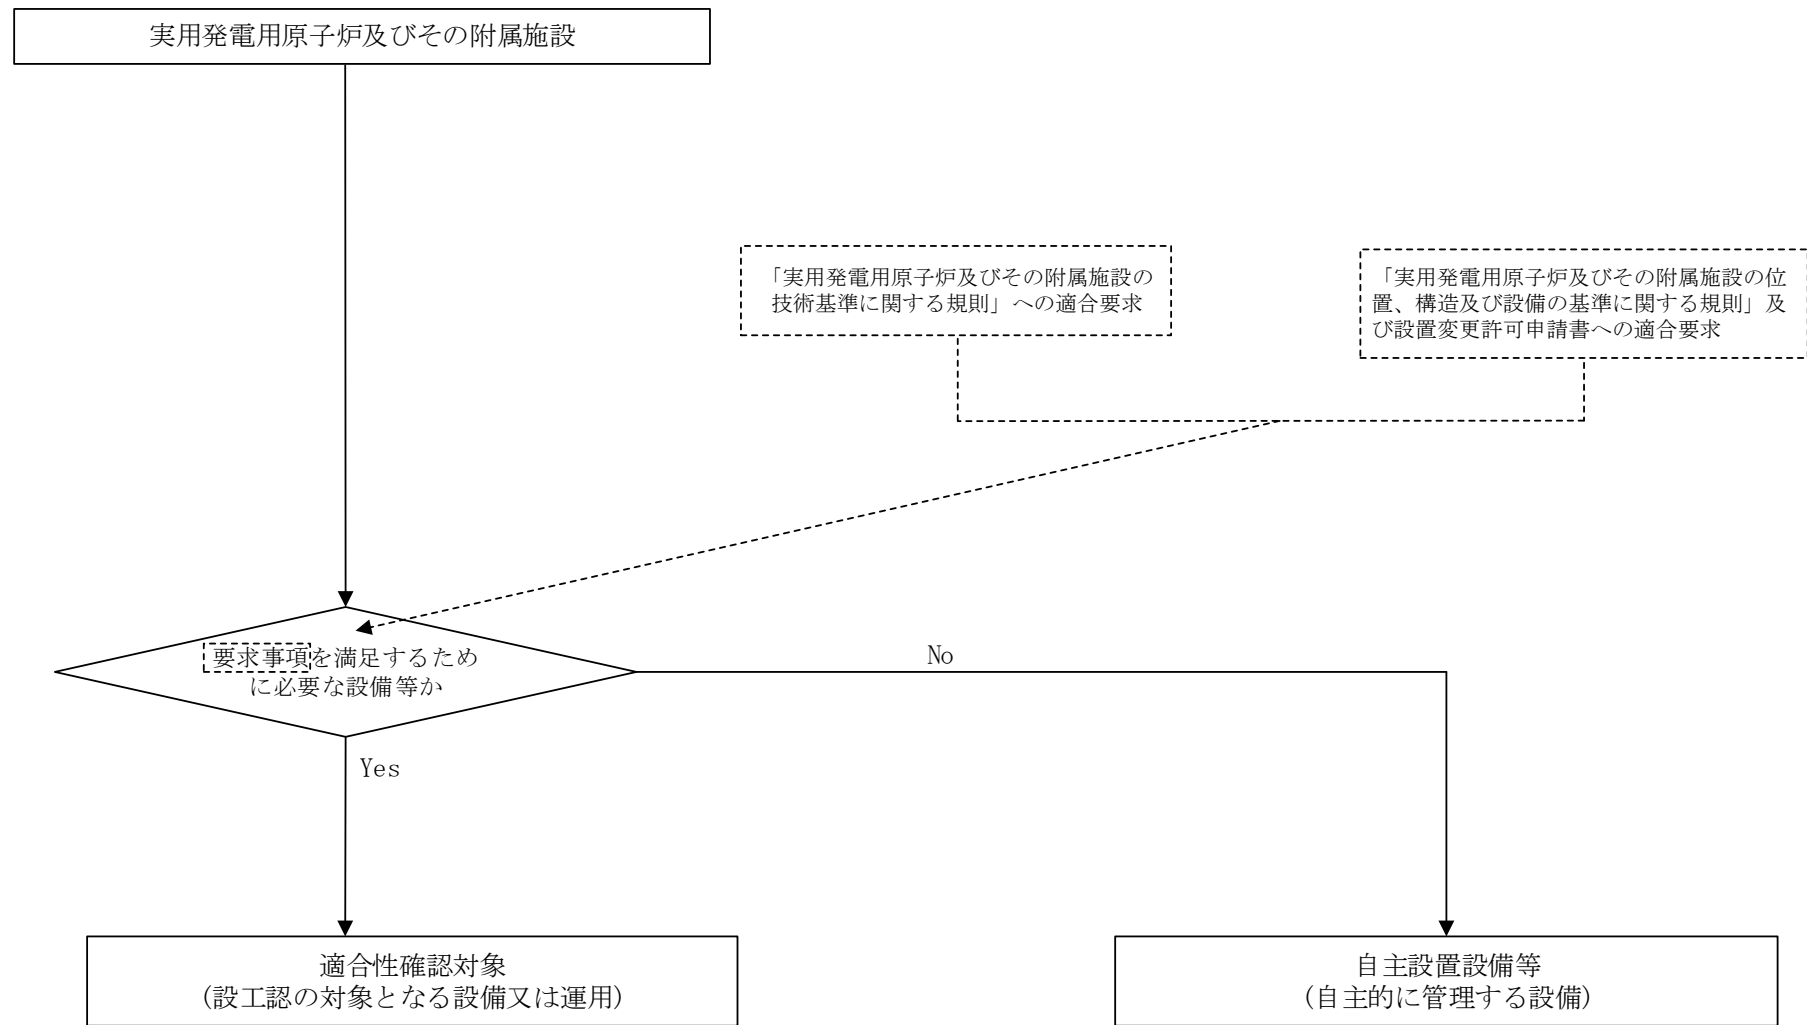 実用発電用原子炉及びその附属施設
「実用発電用原子炉及びその附属施設の
技術基準に関する規則」への適合要求
「実用発電用原子炉及びその附属施設の位
置、構造及び設備の基準に関する規則」及
び設置変更許可申請書への適合要求
要求事項を満足するため
に必要な設備等か
No
Yes
適合性確認対象
（設工認の対象となる設備又は運用）
自主設置設備等
（自主的に管理する設備）